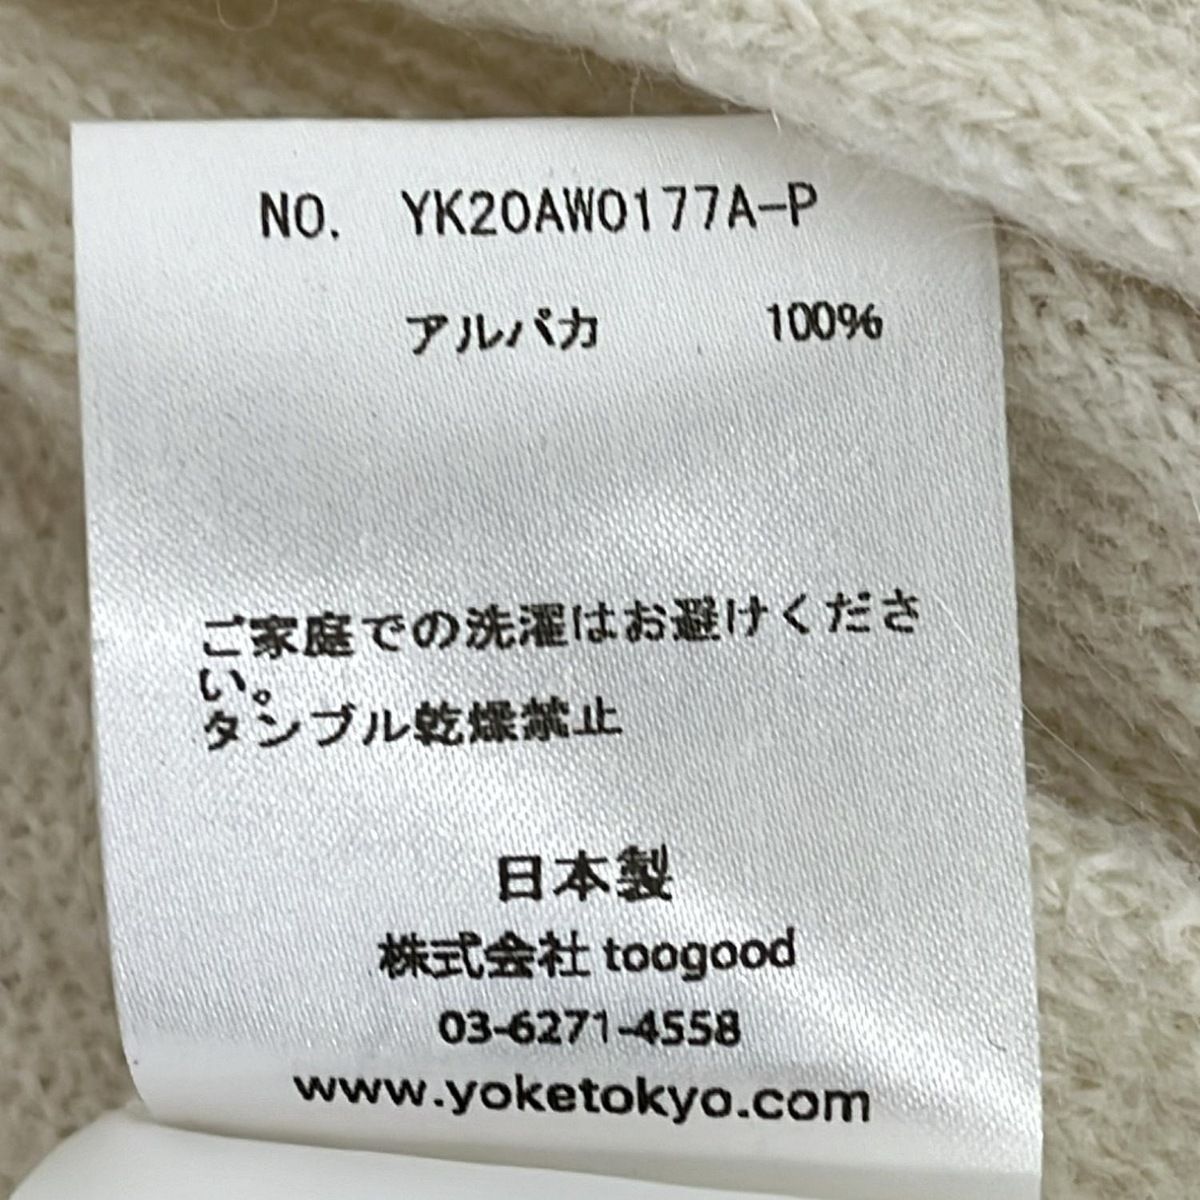 NO. YK20AW0177A-P
アルパカ 100%
ご家庭での洗濯はお避けくださ
い。
タンブル乾燥禁止
日本製
株式会社 toogood
03-6271-4558
www.yoketokyo.com